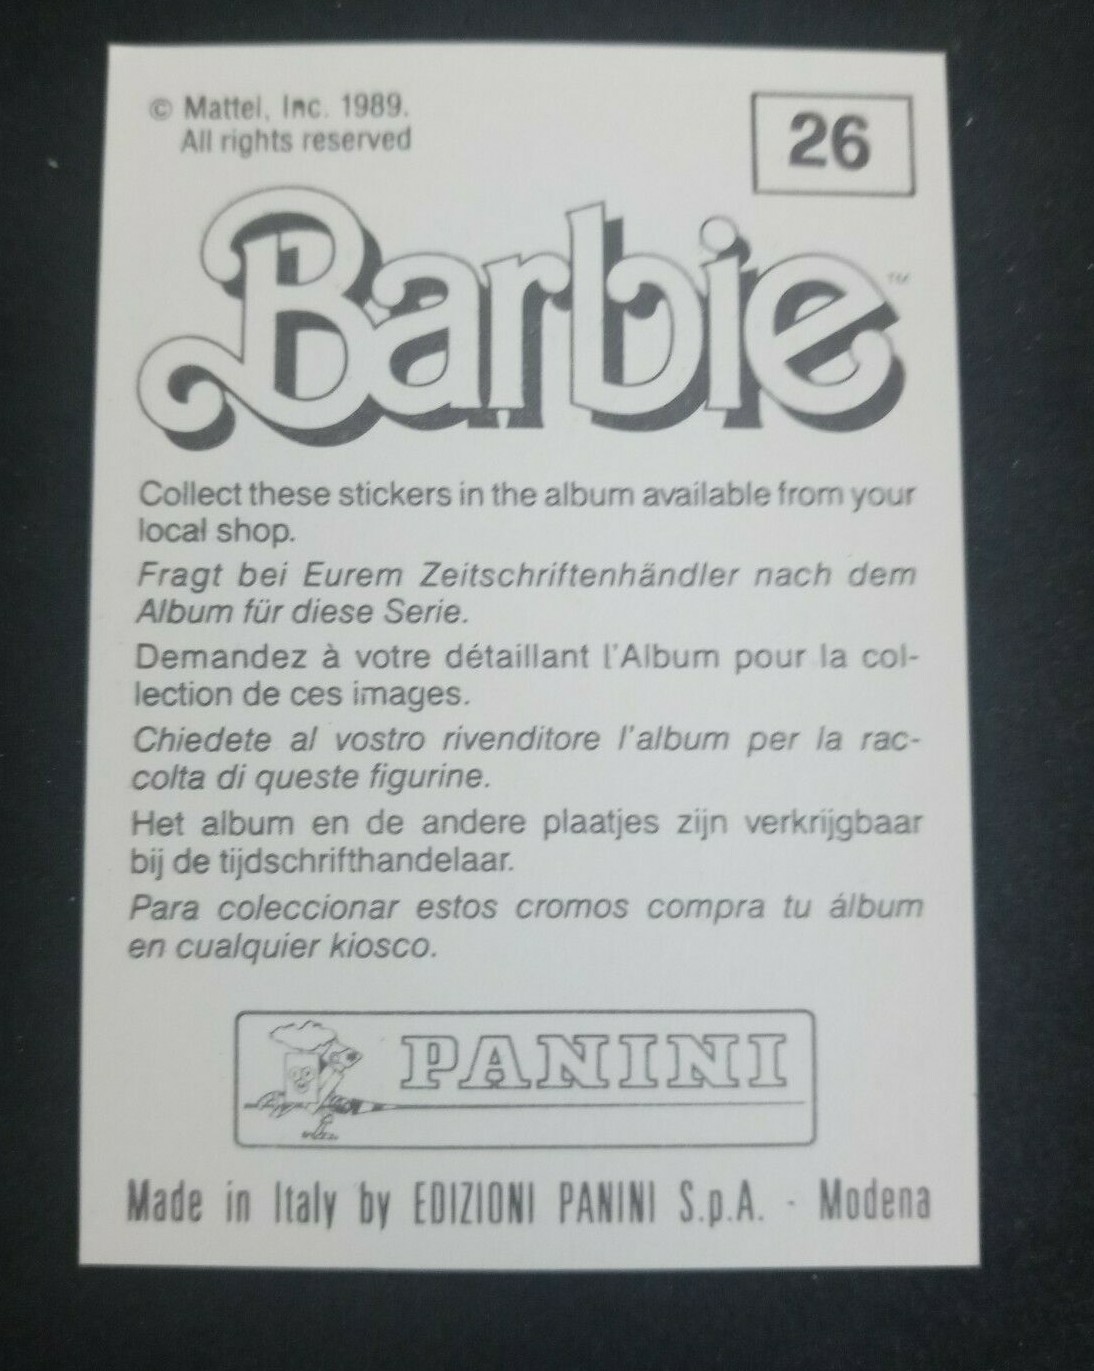 © Mattel, Inc. 1989.
All rights reserved
26
Barbie™
Collect these stickers in the album available from your
local shop.
Fragt bei Eurem Zeitschriftenhändler nach dem
Album für diese Serie.
Demandez à votre détaillant l'Album pour la col-
lection de ces images.
Chiedete al vostro rivenditore l'album per la rac-
colta di queste figurine.
Het album en de andere plaatjes zijn verkrijgbaar
bij de tijdschrifthandelaar.
Para coleccionar estos cromos compra tu álbum
en cualquier kiosco.
PANINI
Made in Italy by EDIZIONI PANINI S.p.A. - Modena